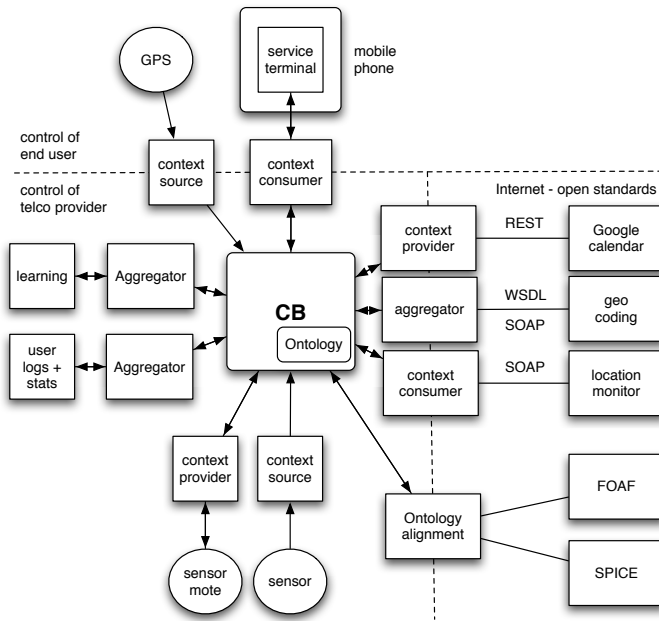 GPS
service
terminal
mobile
phone
control of
end user
context
source
context
consumer
control of
telco provider
Internet - open standards
context
provider
REST
Google
calendar
learning
Aggregator
CB
Ontology
aggregator
WSDL
SOAP
geo
coding
user
logs +
stats
Aggregator
context
consumer
SOAP
location
monitor
context
provider
context
source
Ontology
alignment
FOAF
sensor
mote
sensor
SPICE